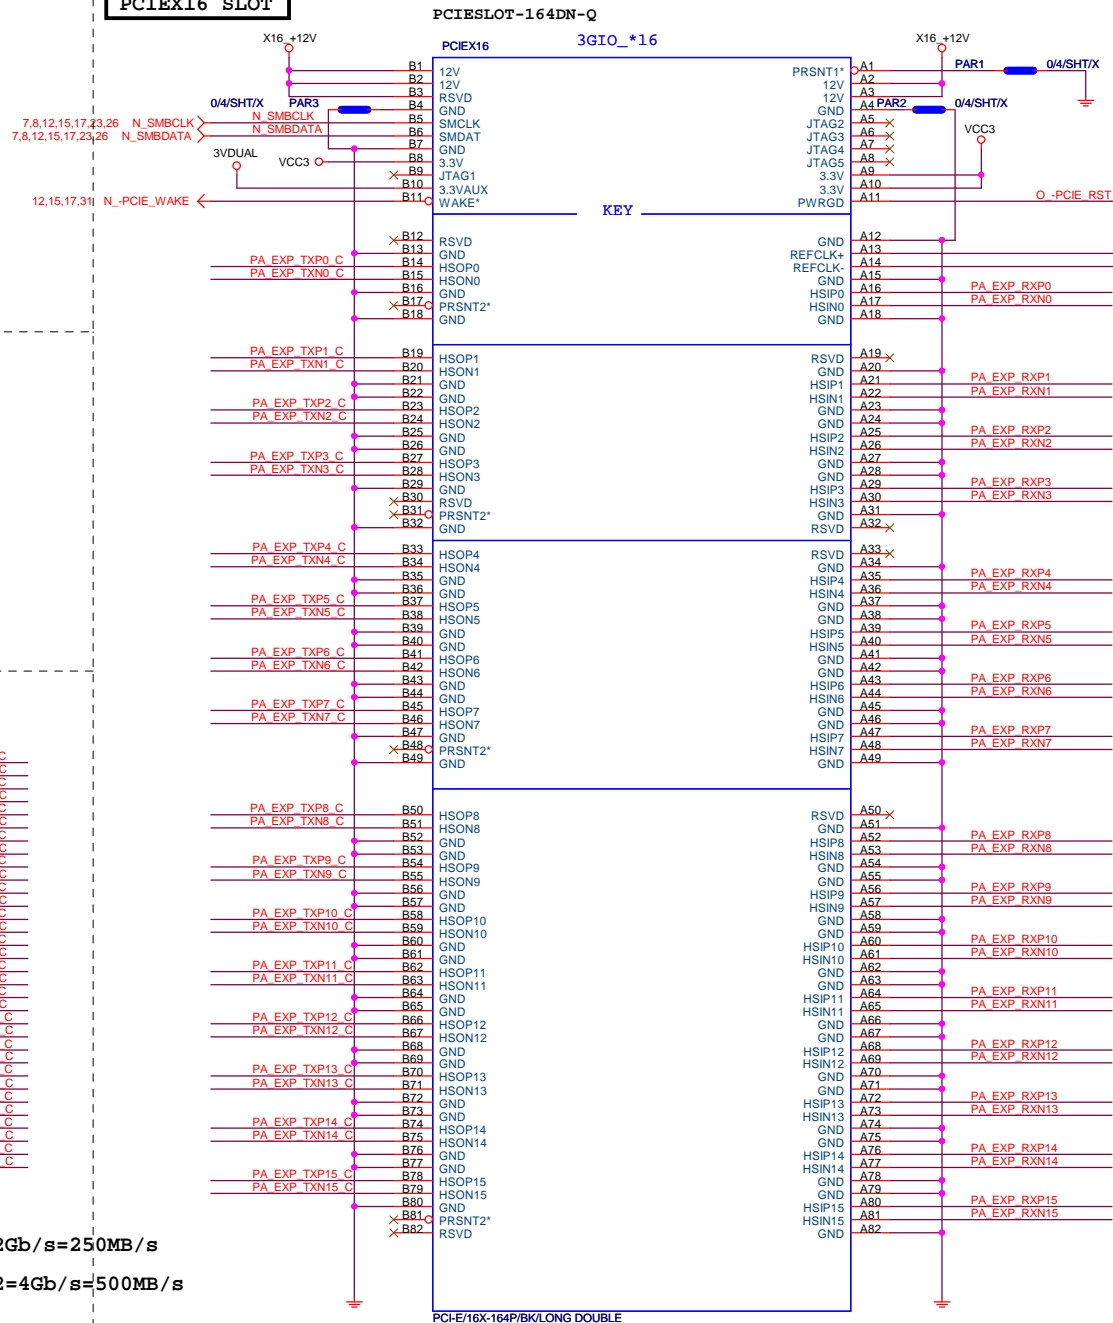 PCIEX16 SLOT
PCIESLOT-164DN-Q
X16_+12V
PCIEX16
3GIO_*16
X16_+12V
B1 12V PRSNT1* A1 PAR1 0/4/SHT/X
B2 12V 12V A2
B3 RSVD 12V A3
0/4/SHT/X PAR3 B4 GND GND A4 PAR2 0/4/SHT/X
7,8,12,15,17,23,26 N_SMBCLK N_SMBCLK B5 SMCLK JTAG2 A5
7,8,12,15,17,23,26 N_SMBDATA N_SMBDATA B6 SMDAT JTAG3 A6 VCC3
B7 GND JTAG4 A7
3VDUAL VCC3 B8 3.3V JTAG5 A8
B9 JTAG1 3.3V A9
B10 3.3VAUX 3.3V A10
12,15,17,31 N_-PCIE_WAKE B11 WAKE* PWRGD A11 O_-PCIE_RST
KEY
B12 RSVD GND A12
B13 GND REFCLK+ A13
PA_EXP_TXP0_C B14 HSOP0 REFCLK- A14
PA_EXP_TXN0_C B15 HSON0 GND A15
B16 GND HSIP0 A16 PA_EXP_RXP0
B17 PRSNT2* HSIN0 A17 PA_EXP_RXN0
B18 GND GND A18
PA_EXP_TXP1_C B19 HSOP1 RSVD A19
PA_EXP_TXN1_C B20 HSON1 GND A20
B21 GND HSIP1 A21 PA_EXP_RXP1
B22 GND HSIN1 A22 PA_EXP_RXN1
PA_EXP_TXP2_C B23 HSOP2 GND A23
PA_EXP_TXN2_C B24 HSON2 GND A24
B25 GND HSIP2 A25 PA_EXP_RXP2
B26 GND HSIN2 A26 PA_EXP_RXN2
PA_EXP_TXP3_C B27 HSOP3 GND A27
PA_EXP_TXN3_C B28 HSON3 GND A28
B29 GND HSIP3 A29 PA_EXP_RXP3
B30 RSVD HSIN3 A30 PA_EXP_RXN3
B31 PRSNT2* GND A31
B32 GND RSVD A32
PA_EXP_TXP4_C B33 HSOP4 RSVD A33
PA_EXP_TXN4_C B34 HSON4 GND A34
B35 GND HSIP4 A35 PA_EXP_RXP4
B36 GND HSIN4 A36 PA_EXP_RXN4
PA_EXP_TXP5_C B37 HSOP5 GND A37
PA_EXP_TXN5_C B38 HSON5 GND A38
B39 GND HSIP5 A39 PA_EXP_RXP5
B40 GND HSIN5 A40 PA_EXP_RXN5
PA_EXP_TXP6_C B41 HSOP6 GND A41
PA_EXP_TXN6_C B42 HSON6 GND A42
B43 GND HSIP6 A43 PA_EXP_RXP6
B44 GND HSIN6 A44 PA_EXP_RXN6
PA_EXP_TXP7_C B45 HSOP7 GND A45
PA_EXP_TXN7_C B46 HSON7 GND A46
B47 GND HSIP7 A47 PA_EXP_RXP7
B48 PRSNT2* HSIN7 A48 PA_EXP_RXN7
B49 GND GND A49
PA_EXP_TXP8_C B50 HSOP8 RSVD A50
PA_EXP_TXN8_C B51 HSON8 GND A51
B52 GND HSIP8 A52 PA_EXP_RXP8
B53 GND HSIN8 A53 PA_EXP_RXN8
PA_EXP_TXP9_C B54 HSOP9 GND A54
PA_EXP_TXN9_C B55 HSON9 GND A55
B56 GND HSIP9 A56 PA_EXP_RXP9
B57 GND HSIN9 A57 PA_EXP_RXN9
PA_EXP_TXP10_C B58 HSOP10 GND A58
PA_EXP_TXN10_C B59 HSON10 GND A59
B60 GND HSIP10 A60 PA_EXP_RXP10
B61 GND HSIN10 A61 PA_EXP_RXN10
PA_EXP_TXP11_C B62 HSOP11 GND A62
PA_EXP_TXN11_C B63 HSON11 GND A63
B64 GND HSIP11 A64 PA_EXP_RXP11
B65 GND HSIN11 A65 PA_EXP_RXN11
PA_EXP_TXP12_C B66 HSOP12 GND A66
PA_EXP_TXN12_C B67 HSON12 GND A67
B68 GND HSIP12 A68 PA_EXP_RXP12
B69 GND HSIN12 A69 PA_EXP_RXN12
PA_EXP_TXP13_C B70 HSOP13 GND A70
PA_EXP_TXN13_C B71 HSON13 GND A71
B72 GND HSIP13 A72 PA_EXP_RXP13
B73 GND HSIN13 A73 PA_EXP_RXN13
PA_EXP_TXP14_C B74 HSOP14 GND A74
PA_EXP_TXN14_C B75 HSON14 GND A75
B76 GND HSIP14 A76 PA_EXP_RXP14
B77 GND HSIN14 A77 PA_EXP_RXN14
PA_EXP_TXP15_C B78 HSOP15 GND A78
PA_EXP_TXN15_C B79 HSON15 GND A79
B80 GND HSIP15 A80 PA_EXP_RXP15
B81 PRSNT2* HSIN15 A81 PA_EXP_RXN15
B82 RSVD GND A82
2Gb/s=250MB/s
2=4Gb/s=500MB/s
PCI-E/16X-164P/BK/LONG DOUBLE